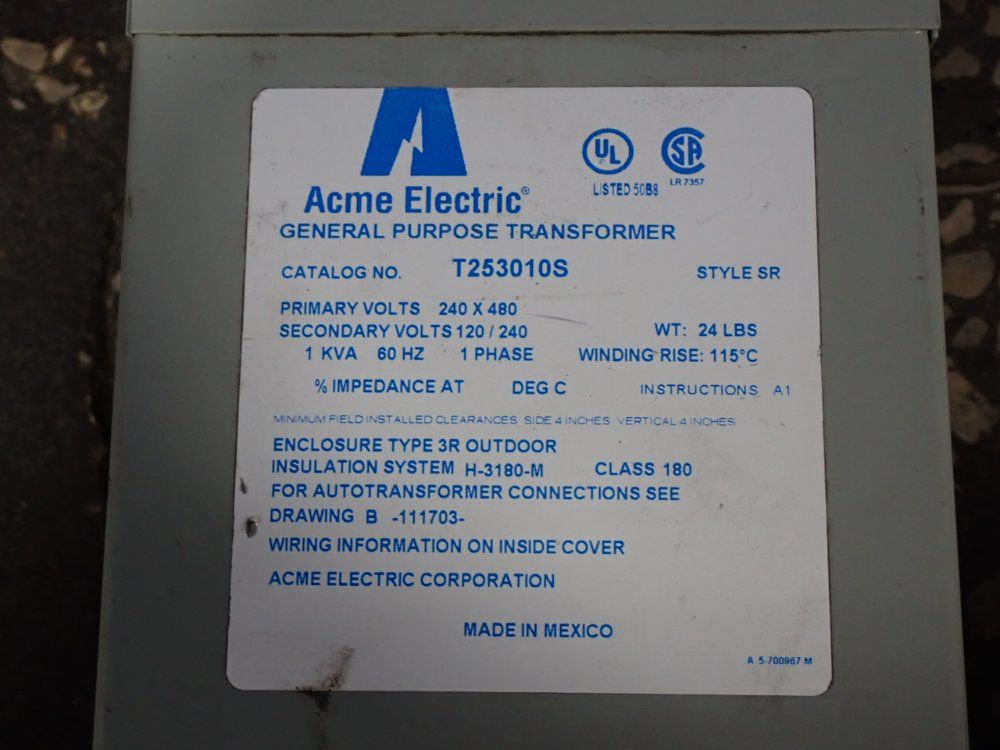 UL
LISTED 50B8
SA
LR 7357
Acme Electric®
GENERAL PURPOSE TRANSFORMER
CATALOG NO. T253010S STYLE SR
PRIMARY VOLTS 240 X 480
SECONDARY VOLTS 120 / 240 WT: 24 LBS
1 KVA 60 HZ 1 PHASE WINDING RISE: 115°C
% IMPEDANCE AT DEG C INSTRUCTIONS A1
MINIMUM FIELD INSTALLED CLEARANCES SIDE 4 INCHES VERTICAL 4 INCHES
ENCLOSURE TYPE 3R OUTDOOR
INSULATION SYSTEM H-3180-M CLASS 180
FOR AUTOTRANSFORMER CONNECTIONS SEE
DRAWING B -111703-
WIRING INFORMATION ON INSIDE COVER
ACME ELECTRIC CORPORATION
MADE IN MEXICO
A 5-700967 M